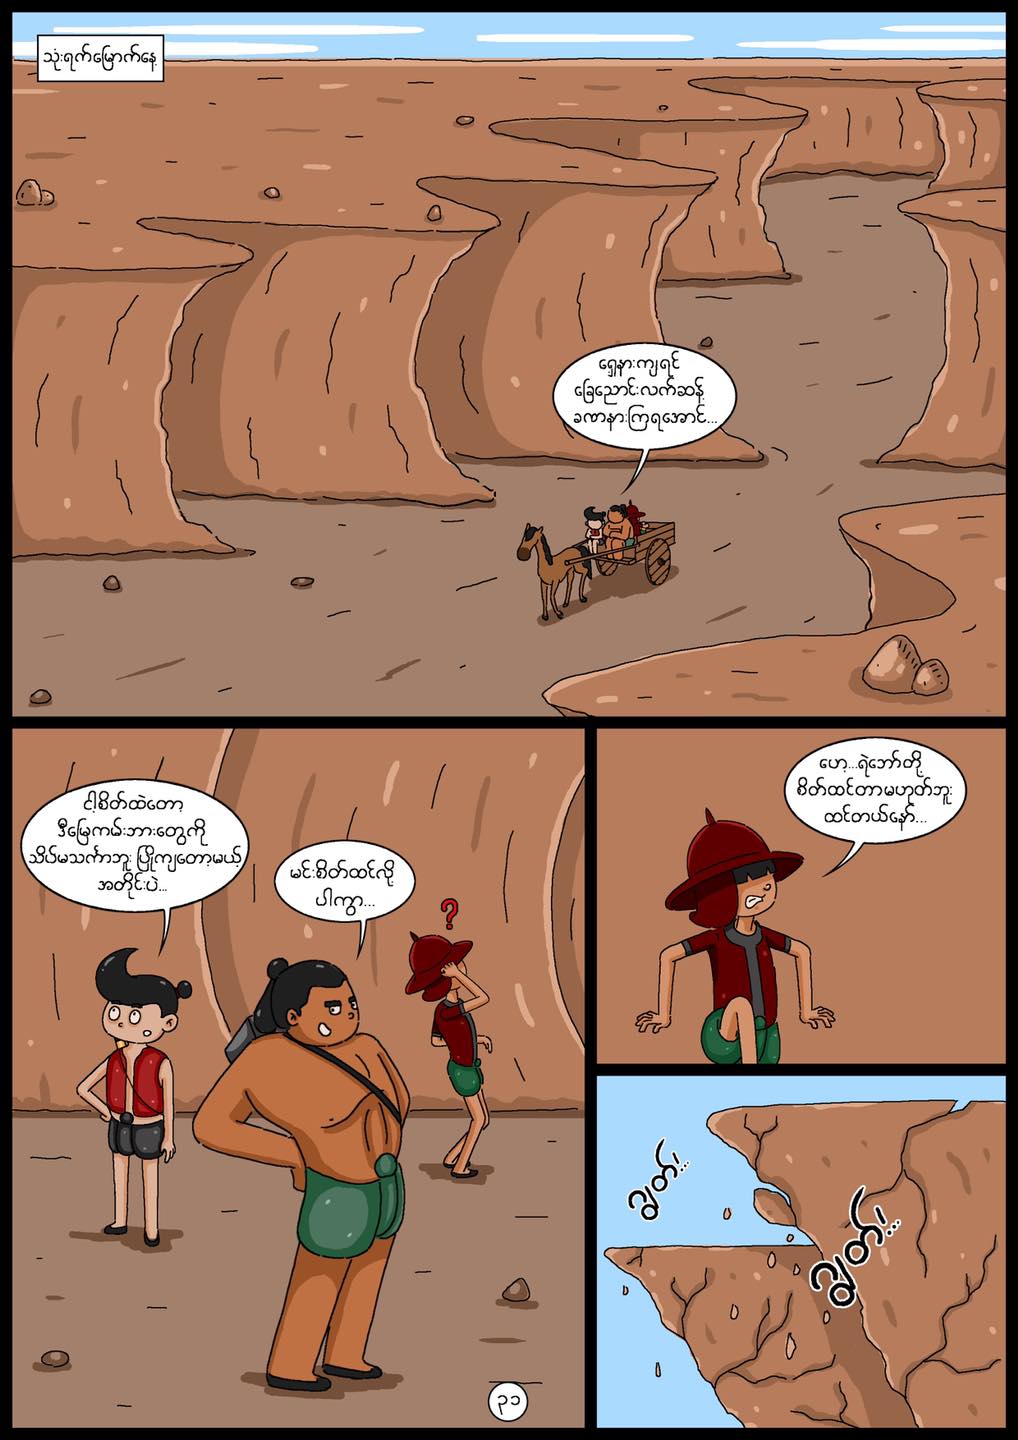 သုံးရက်မြောက်နေ့
ရှေ့နားကျရင်
ခြေညောင်းလက်ဆန့်
ခဏနားကြရအောင်...
ငါ့စိတ်ထဲတော့
ဒီမြေကမ်းဘားတွေကို
သိပ်မသင်္ကာဘူး ပြိုကျတော့မယ့်
အတိုင်းပဲ...
မင်းစိတ်ထင်လို့
ပါကွာ...
?
ဟေ့...ရဲဘော်တို့
စိတ်ထင်တာမဟုတ်ဘူး
ထင်တယ်နော်...
ဂျွတ်!...
ဂျွတ်!...
၃၁